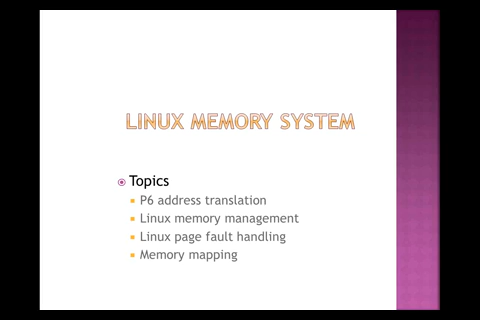 LINUX MEMORY SYSTEM
Topics
P6 address translation
Linux memory management
Linux page fault handling
Memory mapping